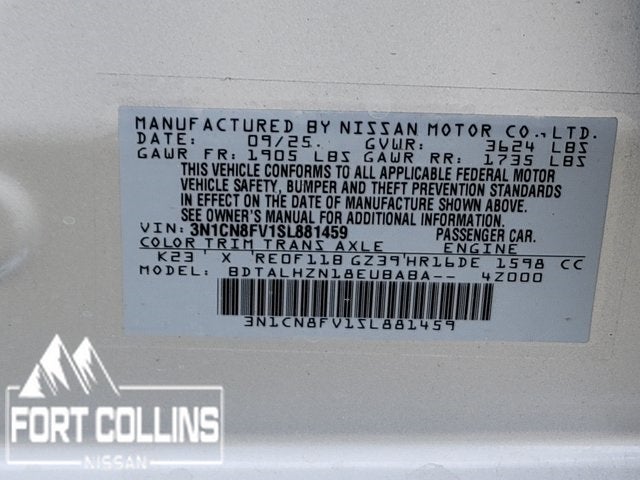 MANUFACTURED BY NISSAN MOTOR CO., LTD.
DATE: 09/25 GVWR: 3624 LBS
GAWR FR: 1905 LBS GAWR RR: 1735 LBS
THIS VEHICLE CONFORMS TO ALL APPLICABLE FEDERAL MOTOR
VEHICLE SAFETY, BUMPER AND THEFT PREVENTION STANDARDS
IN EFFECT ON THE DATE OF MANUFACTURE SHOWN ABOVE.
SEE OWNER'S MANUAL FOR ADDITIONAL INFORMATION.
VIN: 3N1CN8FV1SL881459 PASSENGER CAR.
COLOR TRIM TRANS AXLE ENGINE
K23 X RE0F11B GZ39 HR16DE 1598 CC
MODEL: BDTALHZN18EUBABA-- 4Z000
3N1CN8FV1SL881459
FORT COLLINS
NISSAN